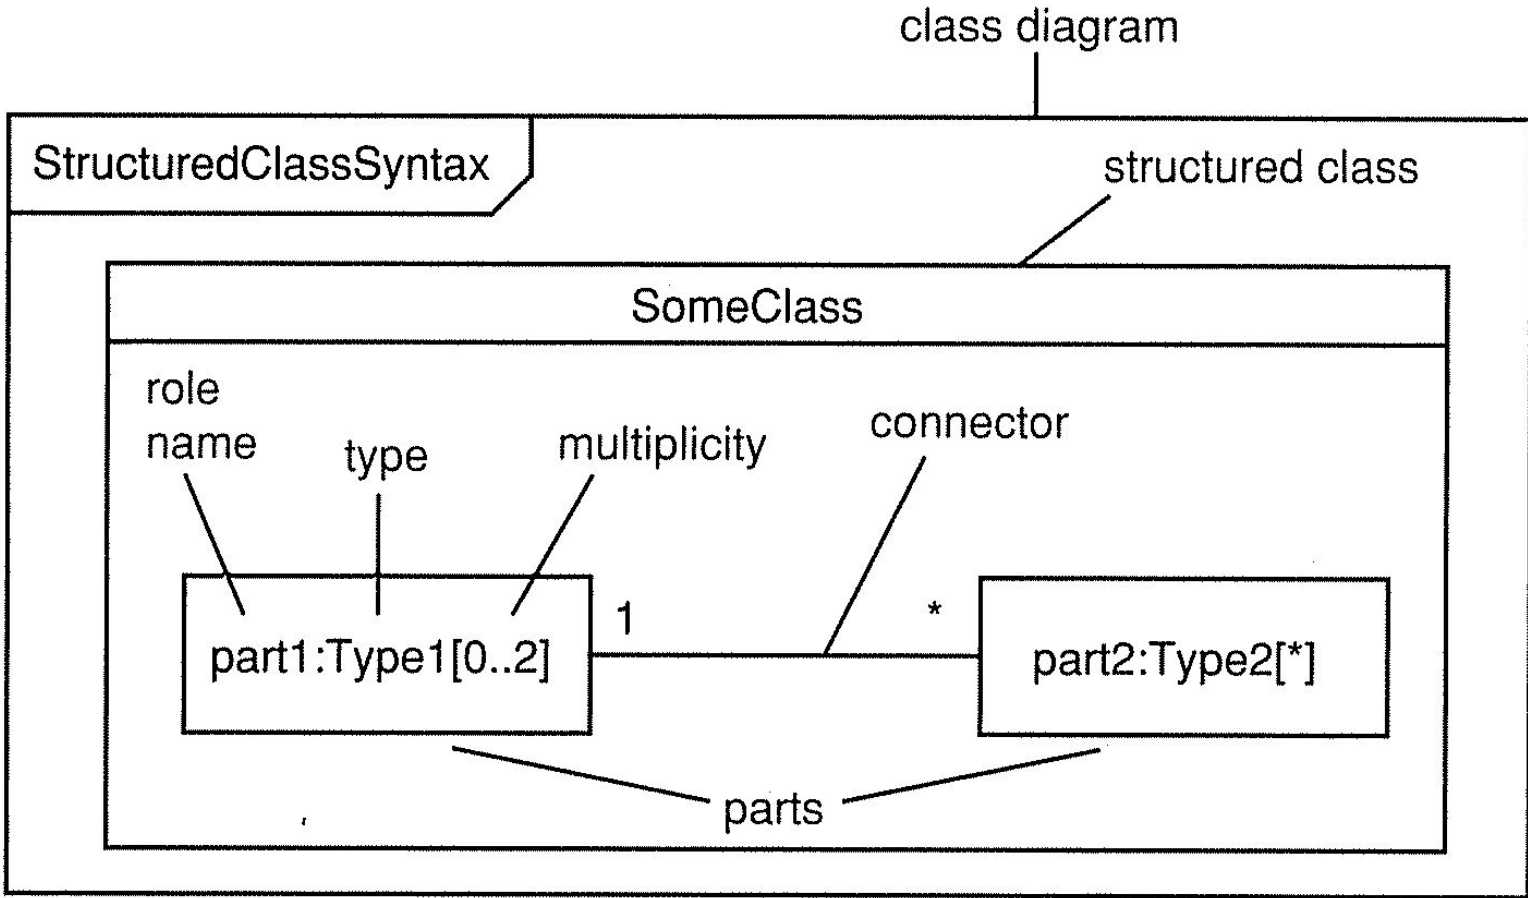 class diagram
StructuredClassSyntax
structured class
SomeClass
role
name
type
multiplicity
connector
part1:Type1[0..2]
1
*
part2:Type2[*]
parts